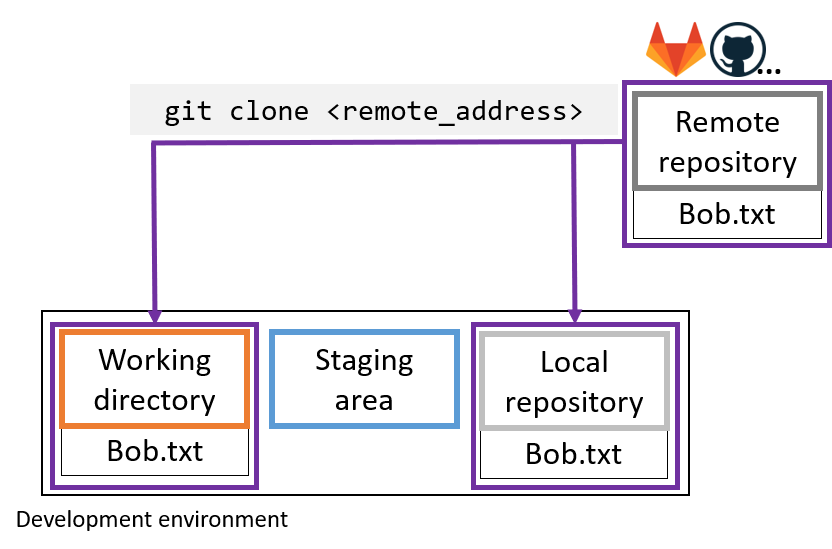 ...
git clone <remote_address>
Remote
repository
Bob.txt
Working
directory
Bob.txt
Staging
area
Local
repository
Bob.txt
Development environment